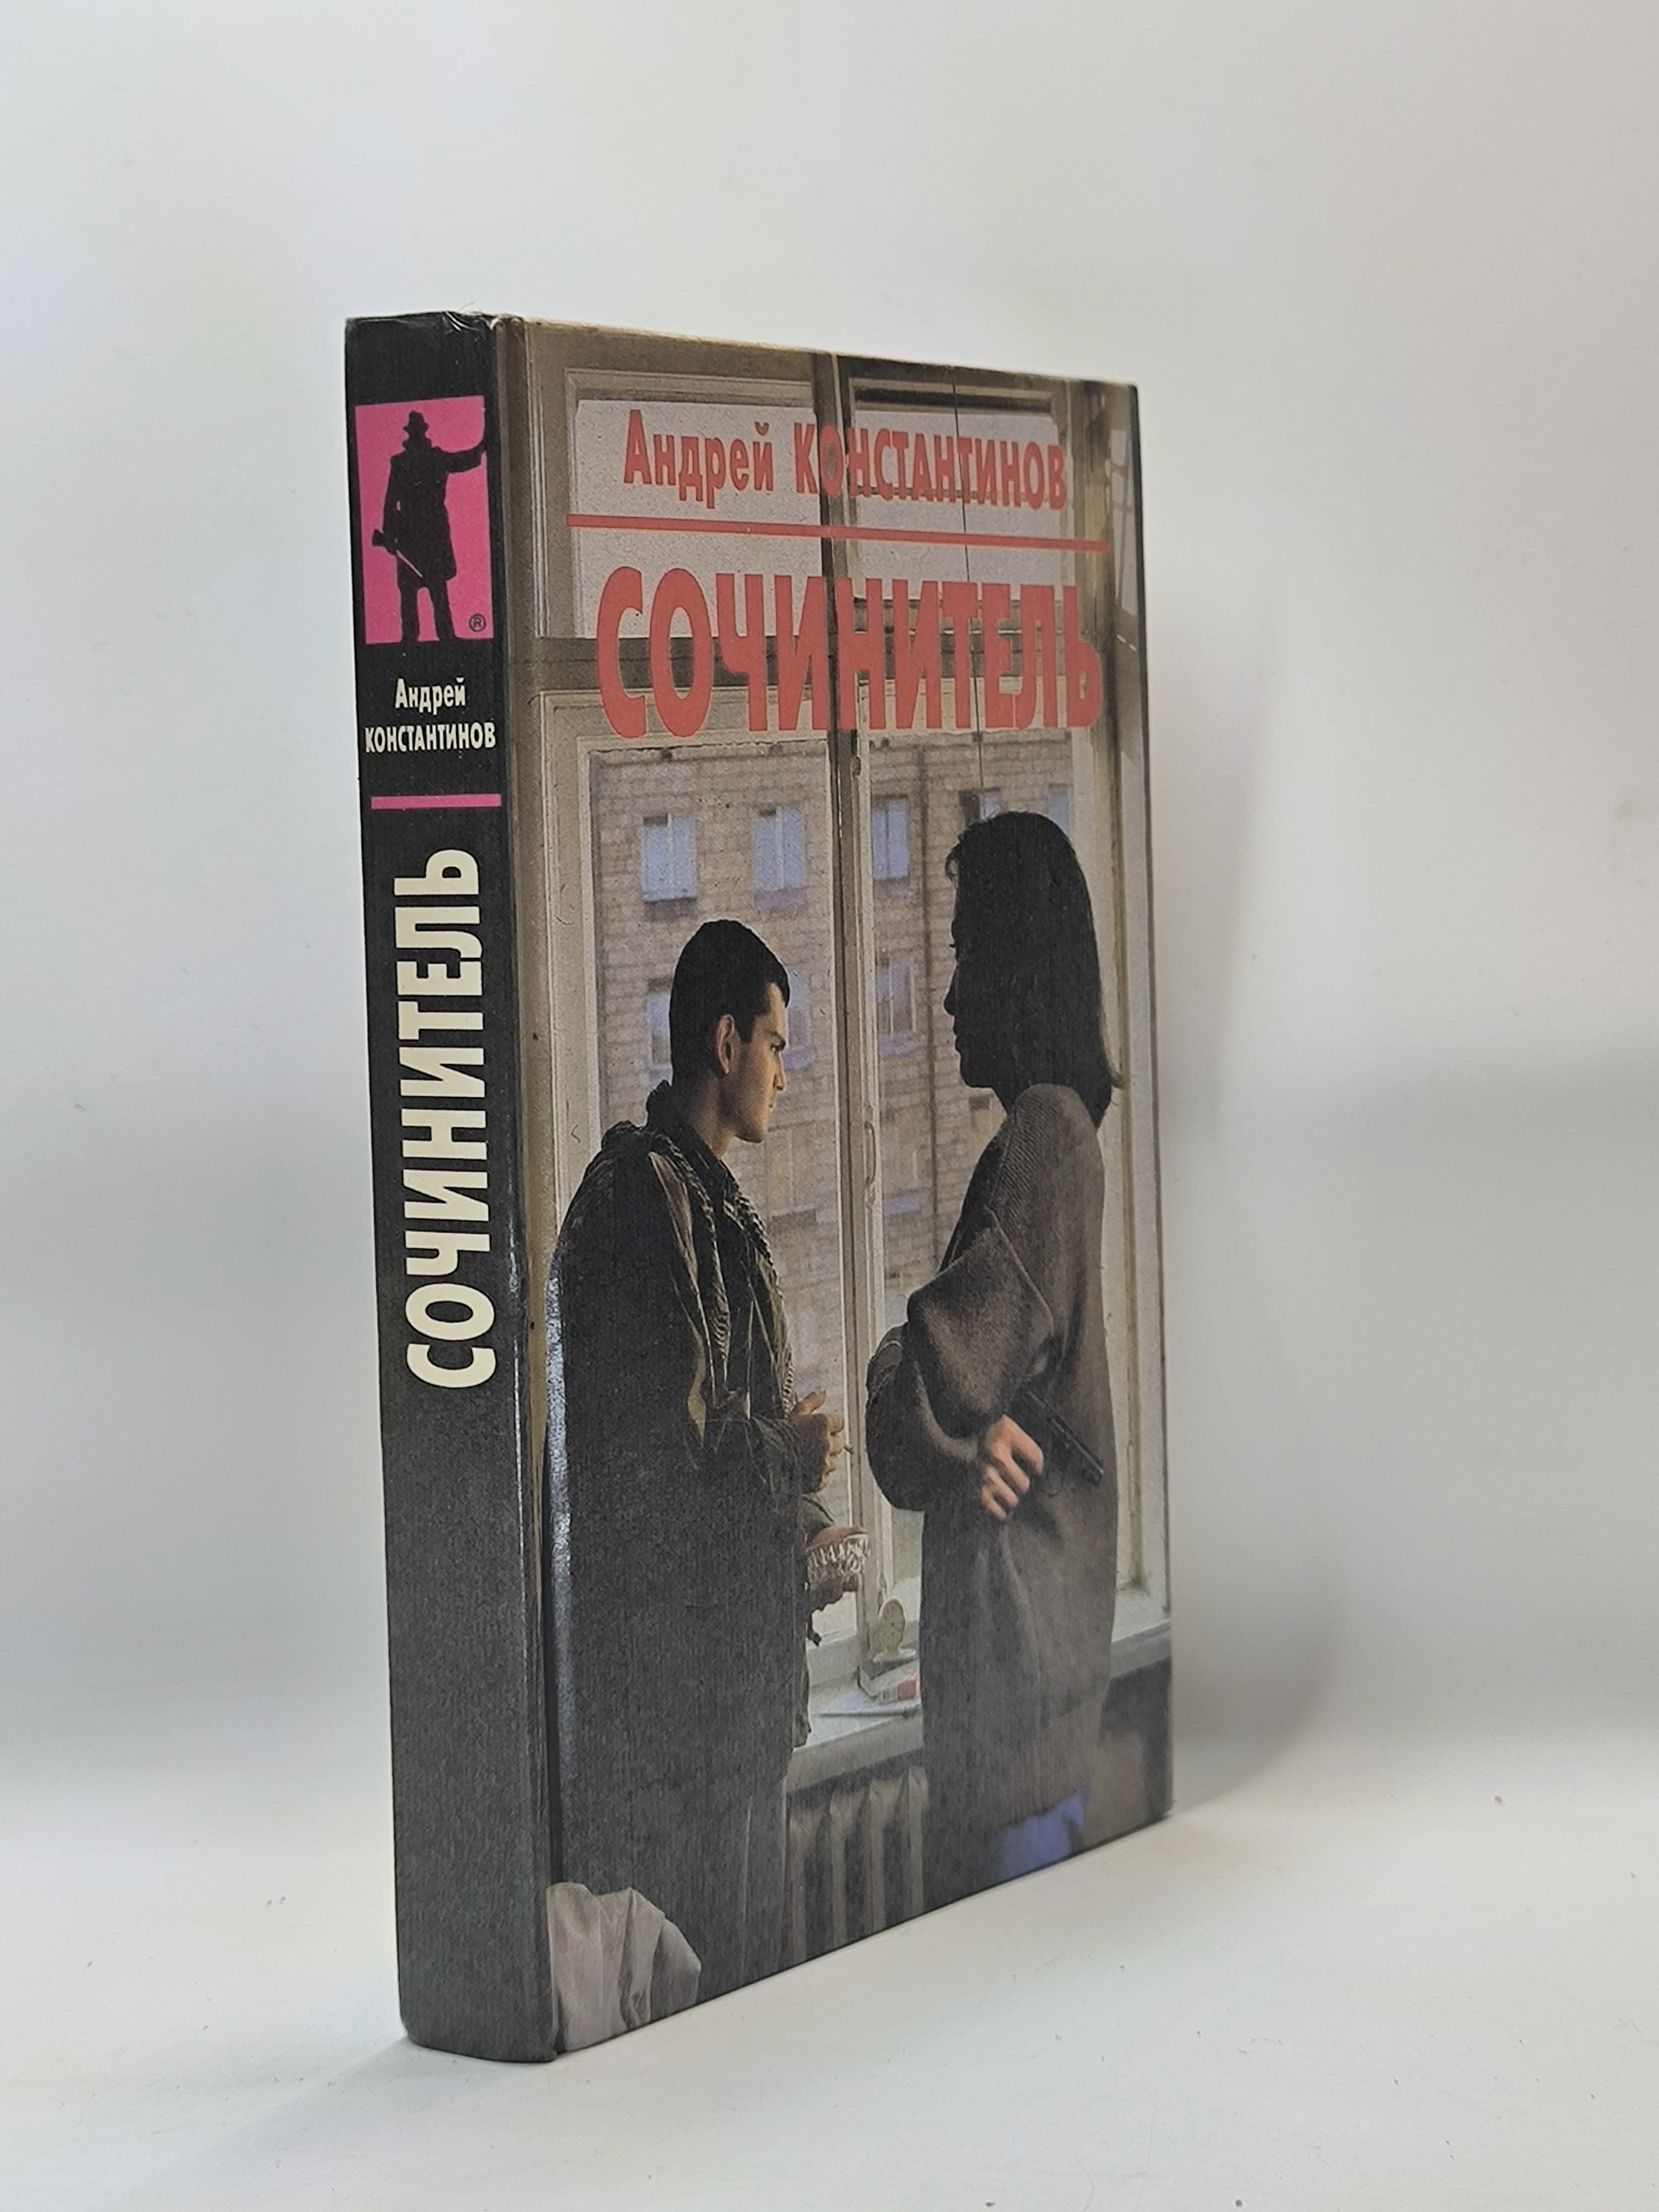 Андрей
КОНСТАНТИНОВ
СОЧИНИТЕЛЬ
®
Андрей КОНСТАНТИНОВ
СОЧИНИТЕЛЬ